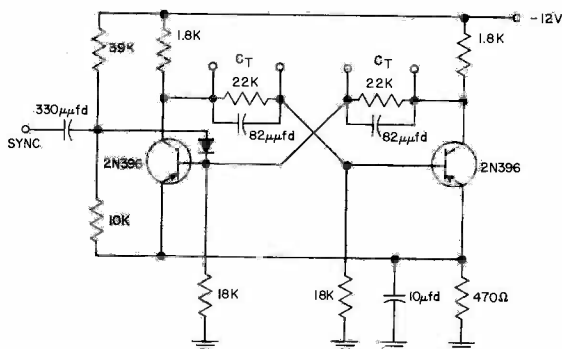 -12V
39K
1.8K
CT
22K
82µµfd
CT
22K
82µµfd
1.8K
330µµfd
SYNC.
2N396
2N396
10K
18K
18K
10µfd
470Ω